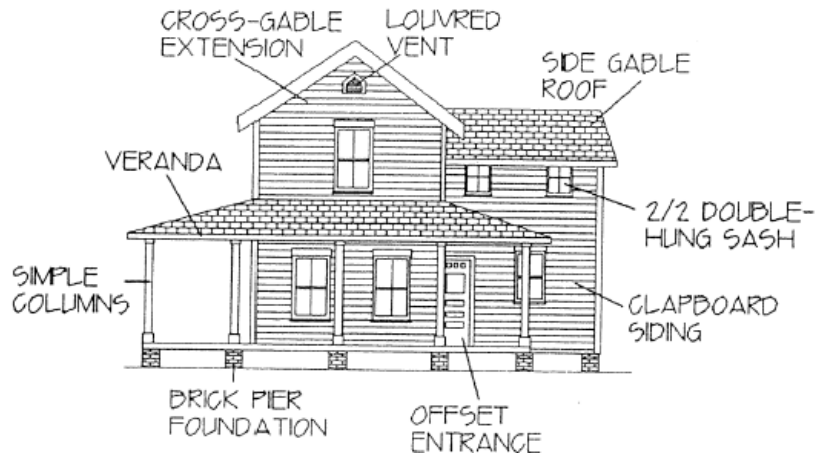 CROSS-GABLE
EXTENSION
LOUVRED
VENT
SIDE GABLE
ROOF
VERANDA
2/2 DOUBLE-
HUNG SASH
SIMPLE
COLUMNS
CLAPBOARD
SIDING
BRICK PIER
FOUNDATION
OFFSET
ENTRANCE